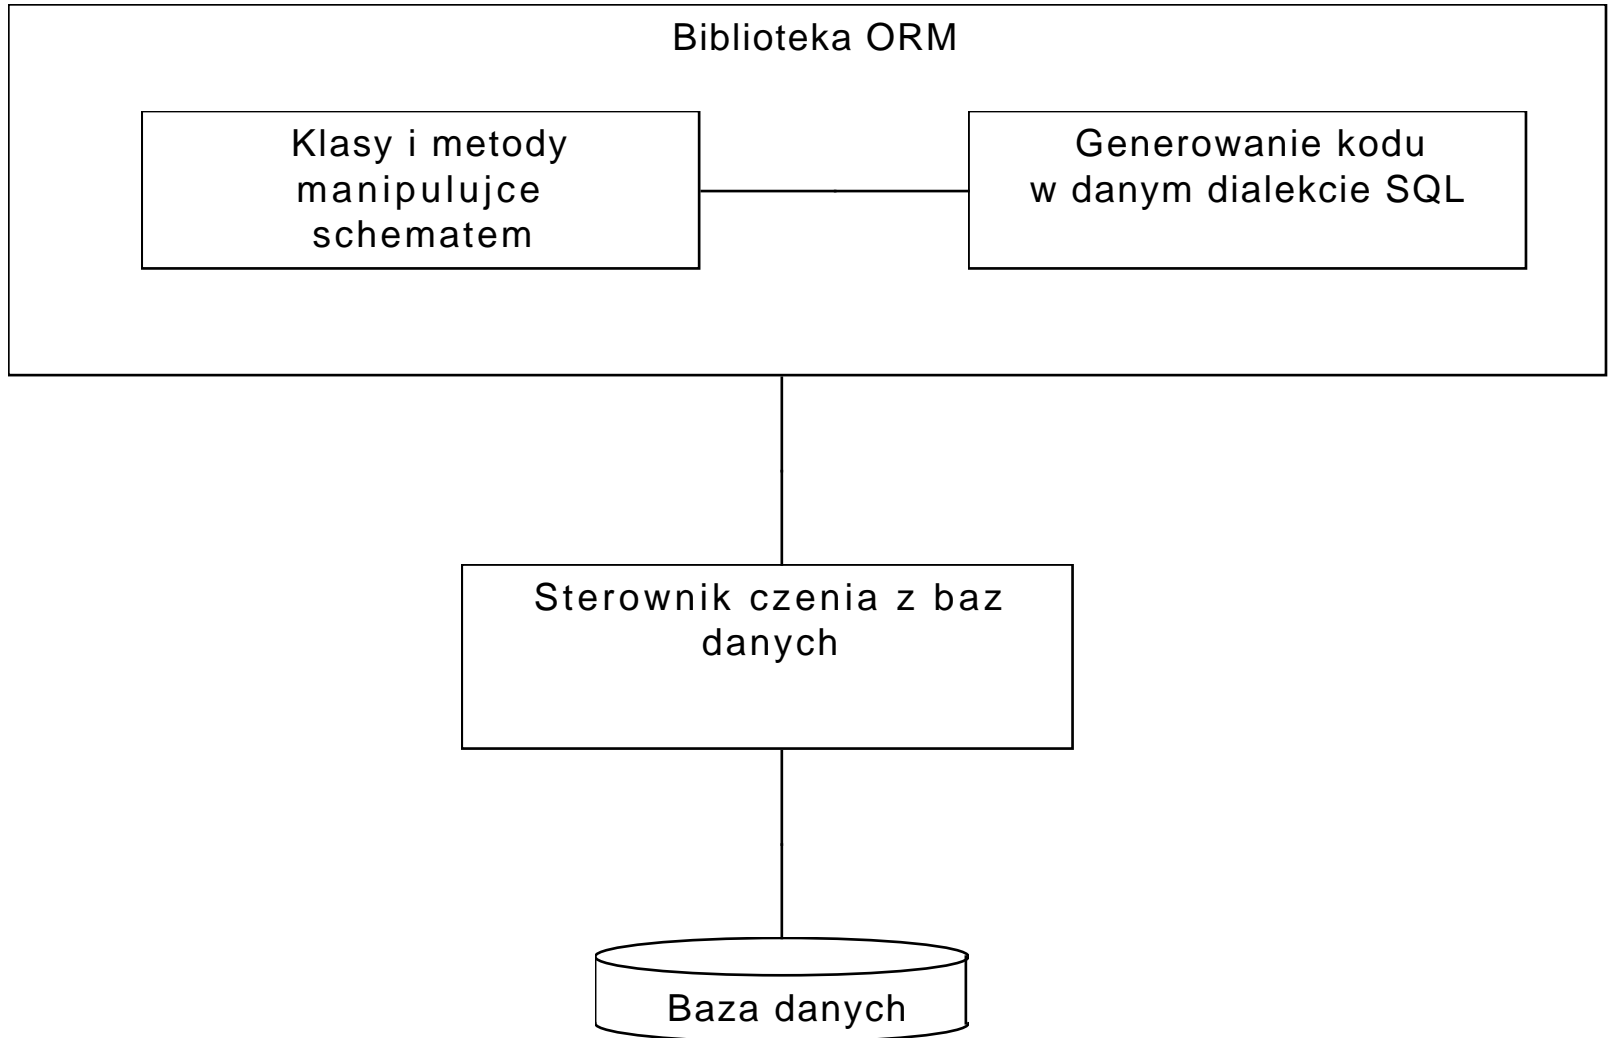 Biblioteka ORM
Klasy i metody
manipulujce
schematem
Generowanie kodu
w danym dialekcie SQL
Sterownik czenia z baz
danych
Baza danych